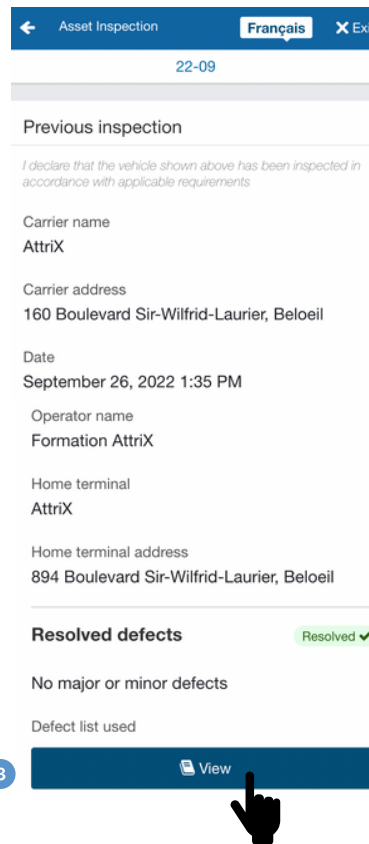 Asset Inspection
Français
Exi
22-09
Previous inspection
I declare that the vehicle shown above has been inspected in
accordance with applicable requirements
Carrier name
AttriX
Carrier address
160 Boulevard Sir-Wilfrid-Laurier, Beloeil
Date
September 26, 2022 1:35 PM
Operator name
Formation AttriX
Home terminal
AttriX
Home terminal address
894 Boulevard Sir-Wilfrid-Laurier, Beloeil
Resolved defects
Resolved
No major or minor defects
Defect list used
3
View